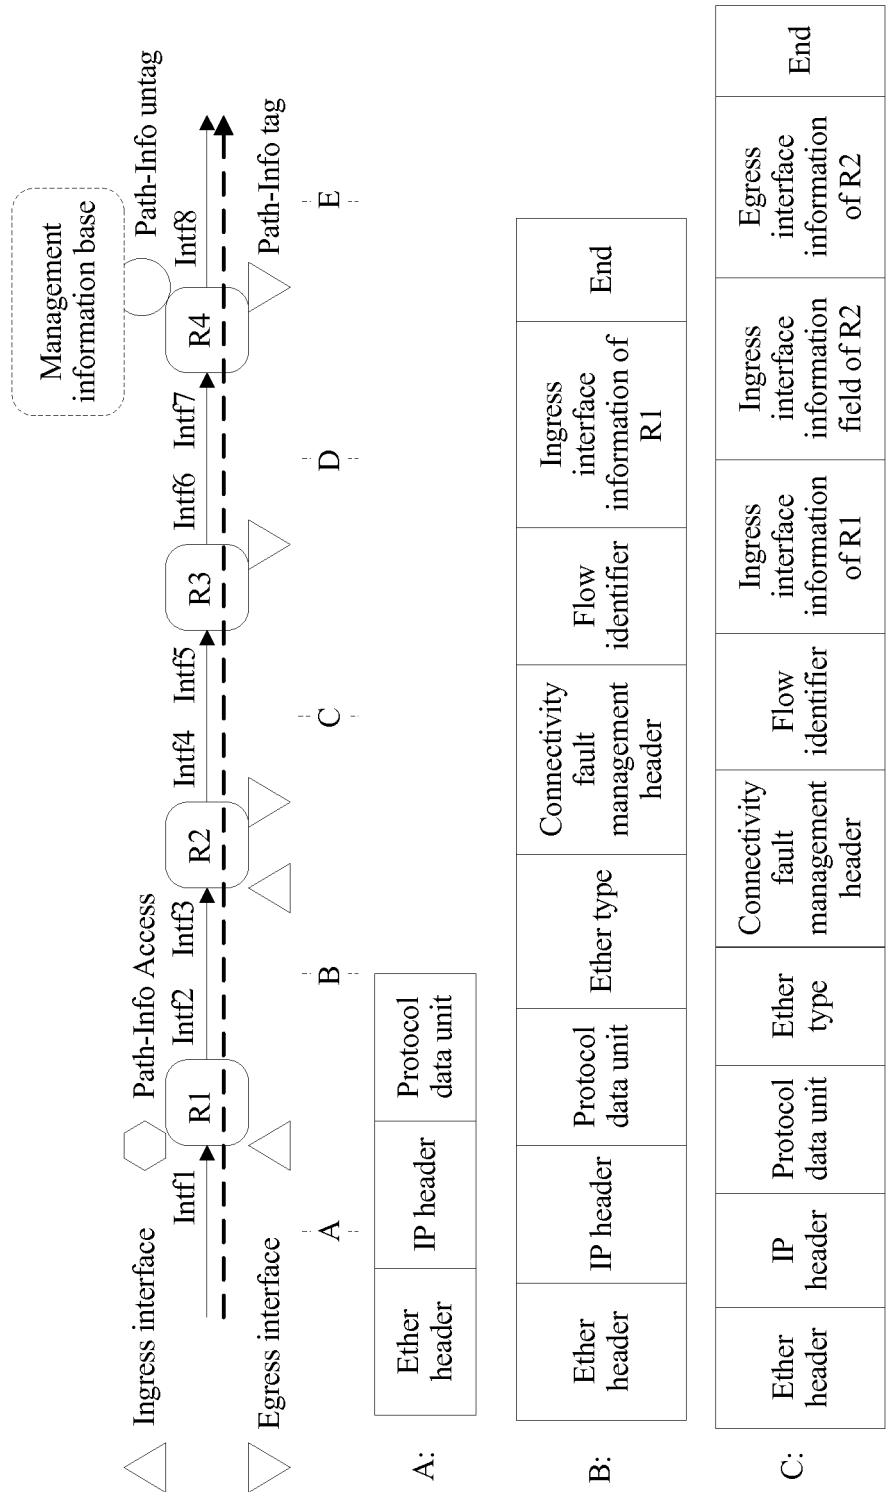 Management
information base
Ingress interface
Path-Info Access
Path-Info untag
Intf1
Intf2
Intf3
Intf4
Intf5
Intf6
Intf7
Intf8
R1
R2
R3
R4
Egress interface
Path-Info tag
A
B
C
D
E
A:
Ether
header
IP header
Protocol
data unit
B:
Ether
header
IP header
Protocol
data unit
Ether type
Connectivity
fault
management
header
Flow
identifier
Ingress
interface
information of
R1
End
C:
Ether
header
IP
header
Protocol
data unit
Ether
type
Connectivity
fault
management
header
Flow
identifier
Ingress
interface
information
of R1
Ingress
interface
information
field of R2
Egress
interface
information
of R2
End